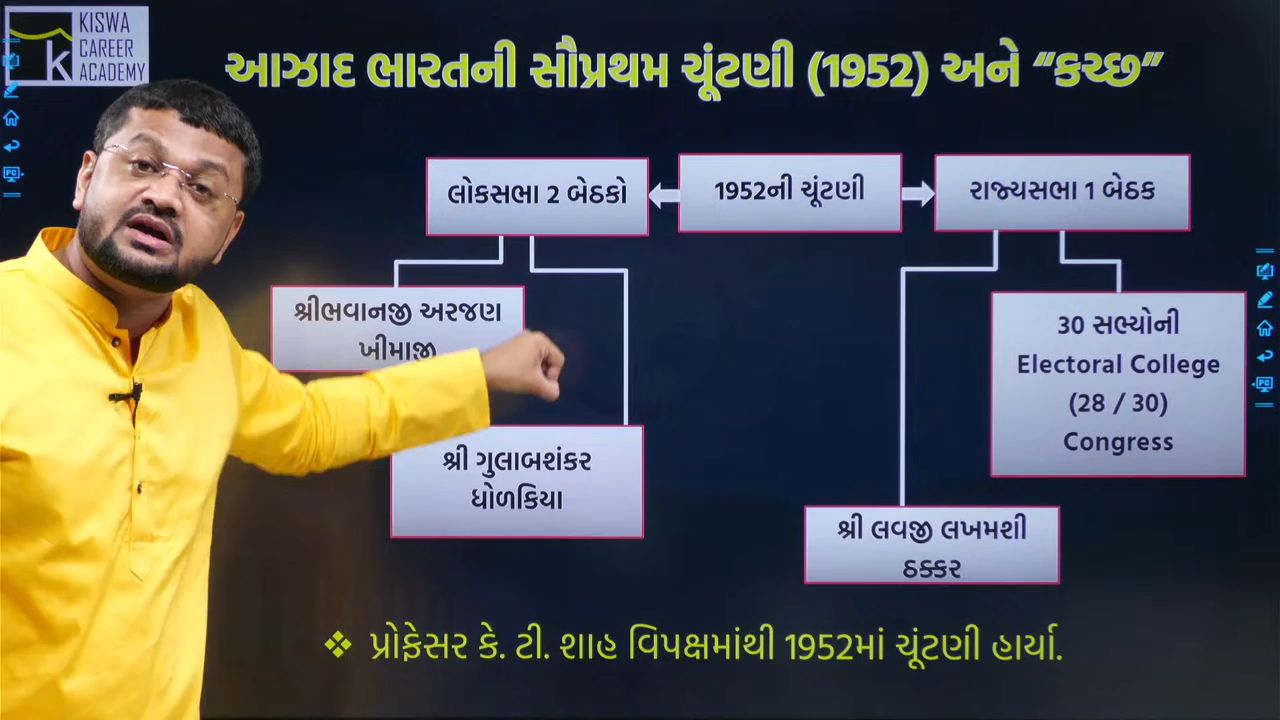 KISWA
CAREER
ACADEMY
આઝાદ ભારતની સૌપ્રથમ ચૂંટણી (1952) અને “કચ્છ”
લોકસભા 2 બેઠકો
1952ની ચૂંટણી
રાજ્યસભા 1 બેઠક
શ્રીભવાનજી અરજણ
ખીમાજી
30 સભ્યોની
Electoral College
(28 / 30)
Congress
શ્રી ગુલાબશંકર
ધોળકિયા
શ્રી લવજી લખમશી
ઠક્કર
❖ પ્રોફેસર કે. ટી. શાહ વિપક્ષમાંથી 1952માં ચૂંટણી હાર્યા.